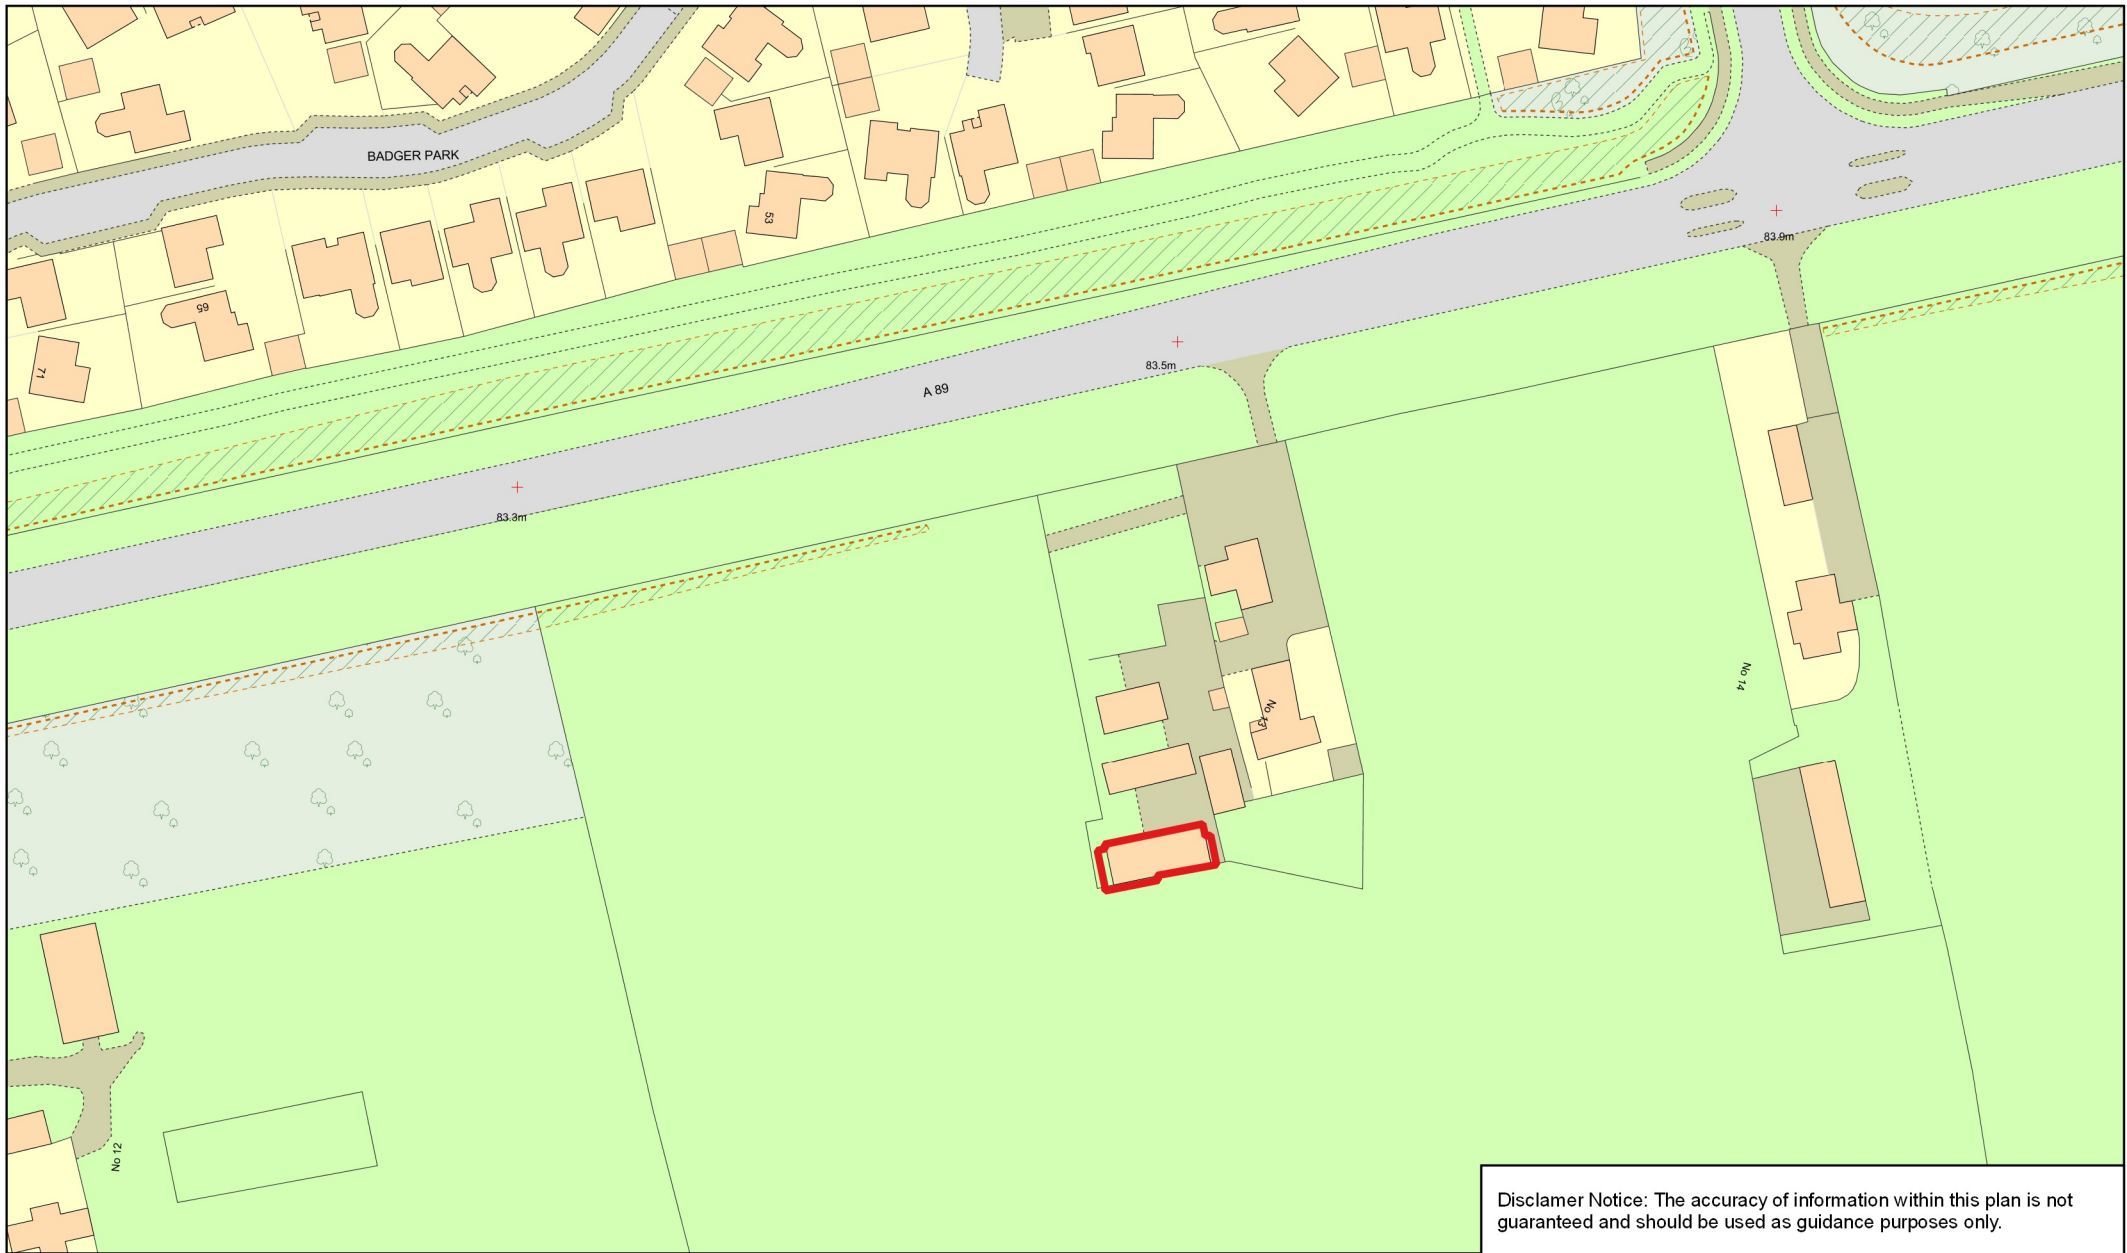 BADGER PARK
53
65
71
83.9m
83.5m
A 89
83.3m
No 14
No 13
No 12
Disclamer Notice: The accuracy of information within this plan is not
guaranteed and should be used as guidance purposes only.